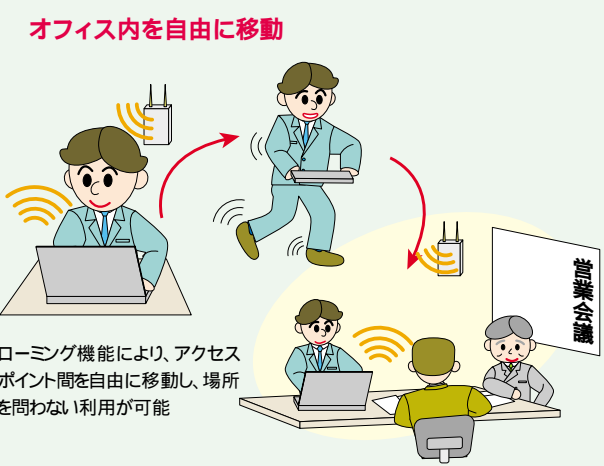 オフィス内を自由に移動
営業会議
ローミング機能により、アクセス
ポイント間を自由に移動し、場所
を問わない利用が可能